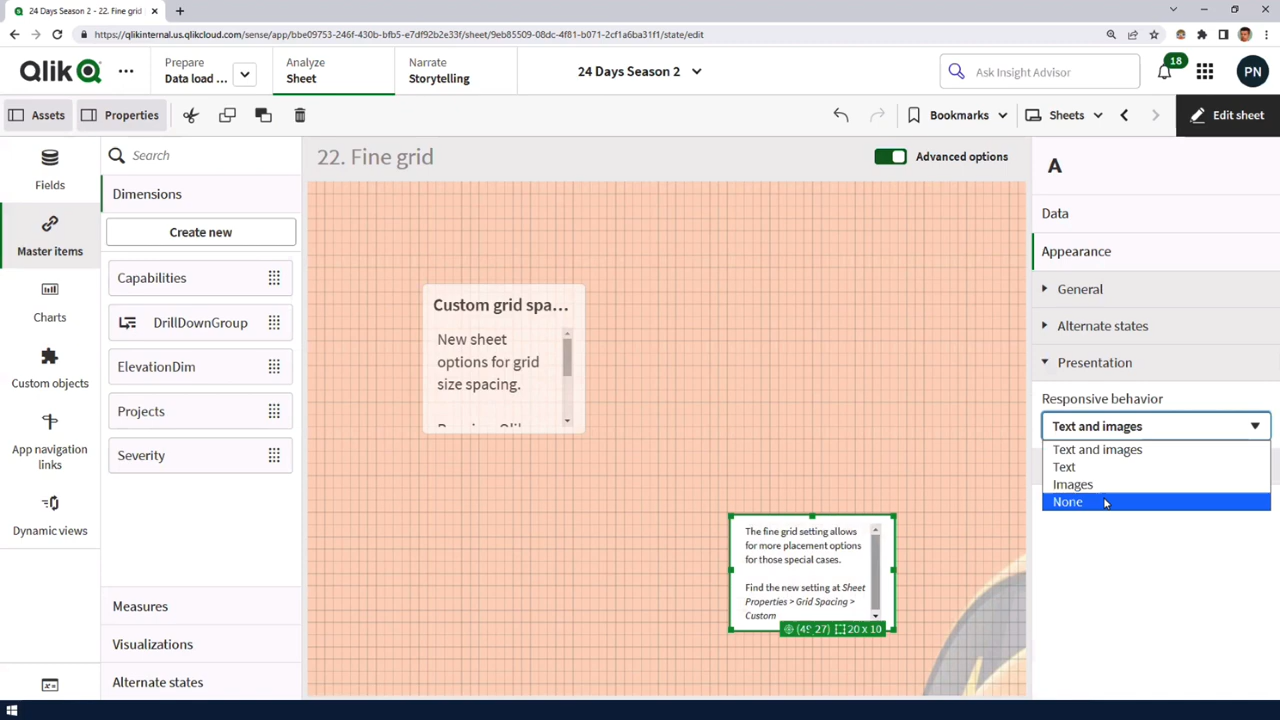 24 Days Season 2 - 22. Fine grid
https://qlikinternal.us.qlikcloud.com/sense/app/bbe09753-246f-430b-bfb5-e7df92b2e33f/sheet/9eb85509-08dc-4f81-b071-2cf1a6ba31f1/state/edit
Qlik
Prepare
Data load ...
Analyze
Sheet
Narrate
Storytelling
24 Days Season 2
Ask Insight Advisor
18
PN
Assets
Properties
Bookmarks
Sheets
Edit sheet
Fields
Master items
Charts
Custom objects
App navigation
links
Dynamic views
Search
Dimensions
Create new
Capabilities
DrillDownGroup
ElevationDim
Projects
Severity
Measures
Visualizations
Alternate states
22. Fine grid
Advanced options
Custom grid spa...
New sheet
options for grid
size spacing.
The fine grid setting allows
for more placement options
for those special cases.
Find the new setting at Sheet
Properties > Grid Spacing >
Custom
(49,27) 20 x 10
A
Data
Appearance
General
Alternate states
Presentation
Responsive behavior
Text and images
Text and images
Text
Images
None